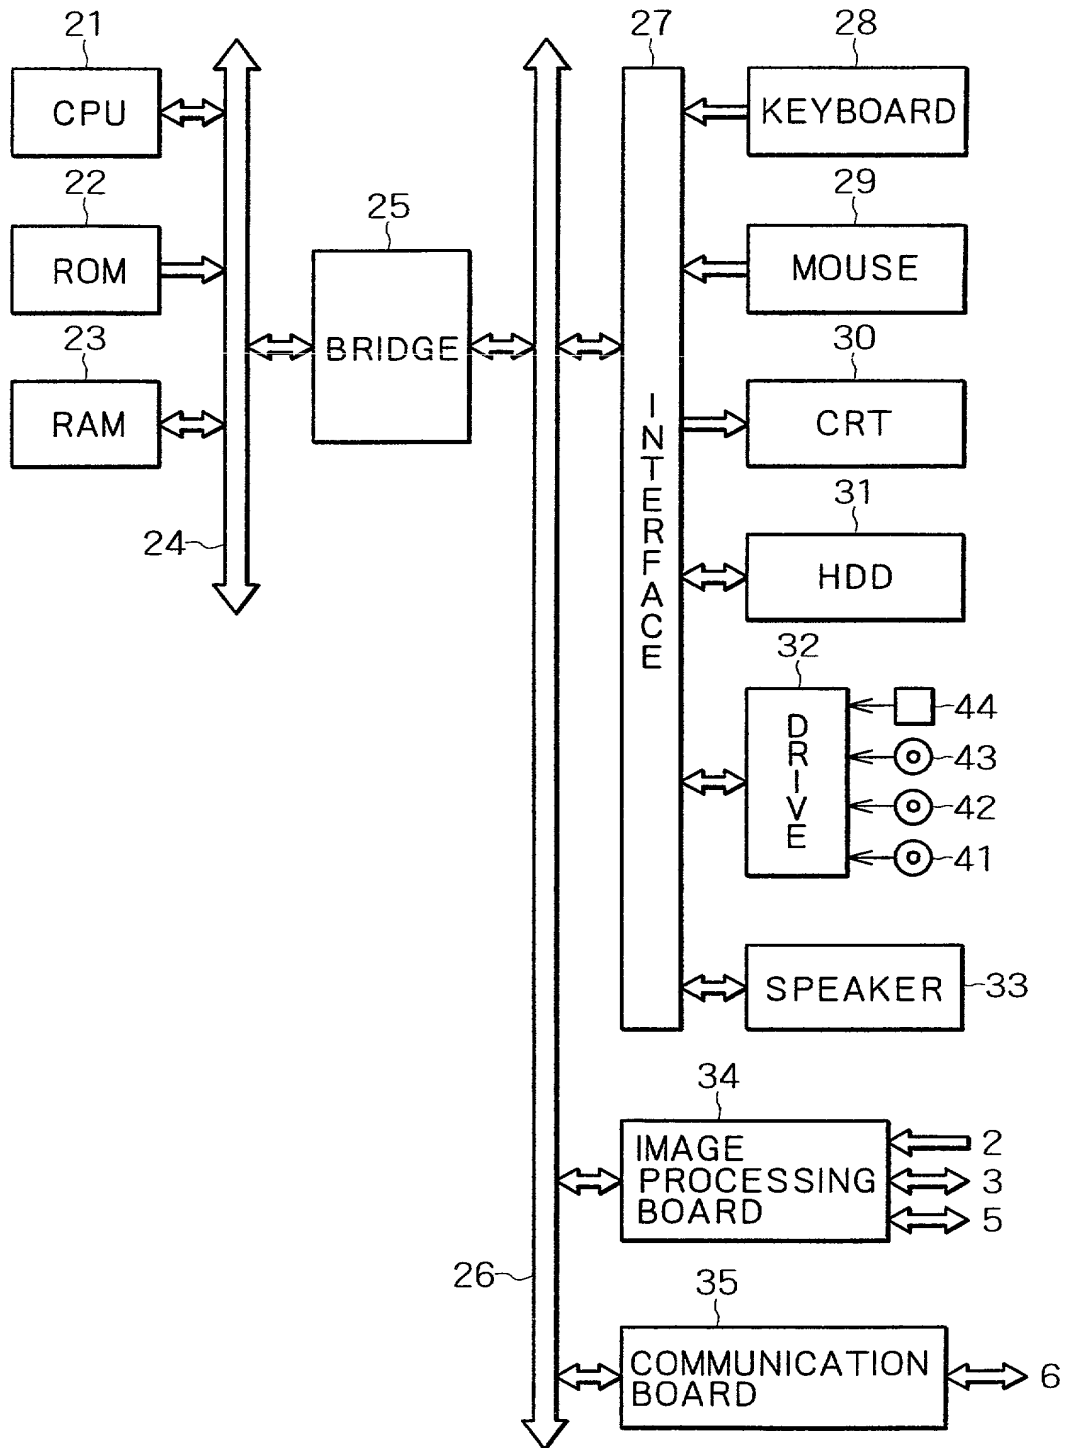 21
CPU
22
ROM
23
RAM
24
25
BRIDGE
26
27
INTERFACE
28
KEYBOARD
29
MOUSE
30
CRT
31
HDD
32
DRIVE
44
43
42
41
SPEAKER
33
34
IMAGE
PROCESSING
BOARD
2
3
5
35
COMMUNICATION
BOARD
6